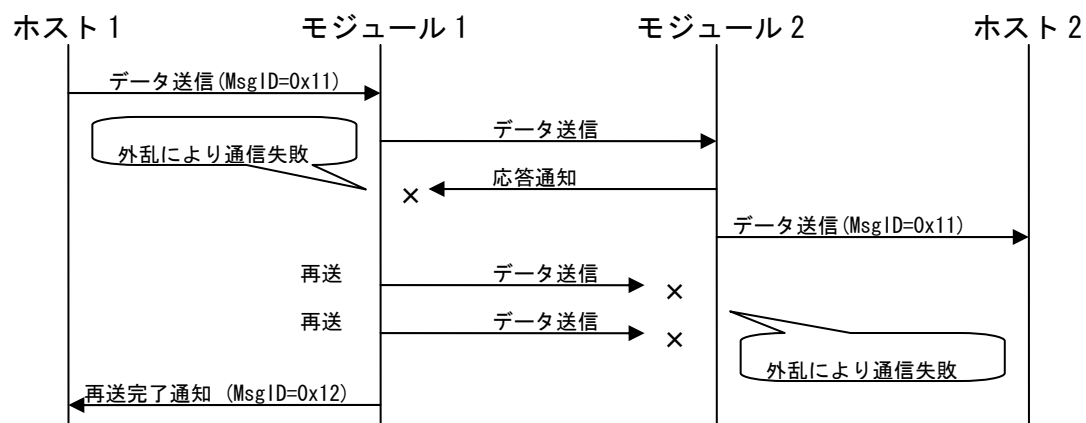 ホスト1 モジュール1 モジュール2 ホスト2
データ送信(MsgID=0x11)
データ送信
外乱により通信失敗
応答通知
×
データ送信(MsgID=0x11)
再送 データ送信 ×
再送 データ送信 ×
外乱により通信失敗
再送完了通知 (MsgID=0x12)